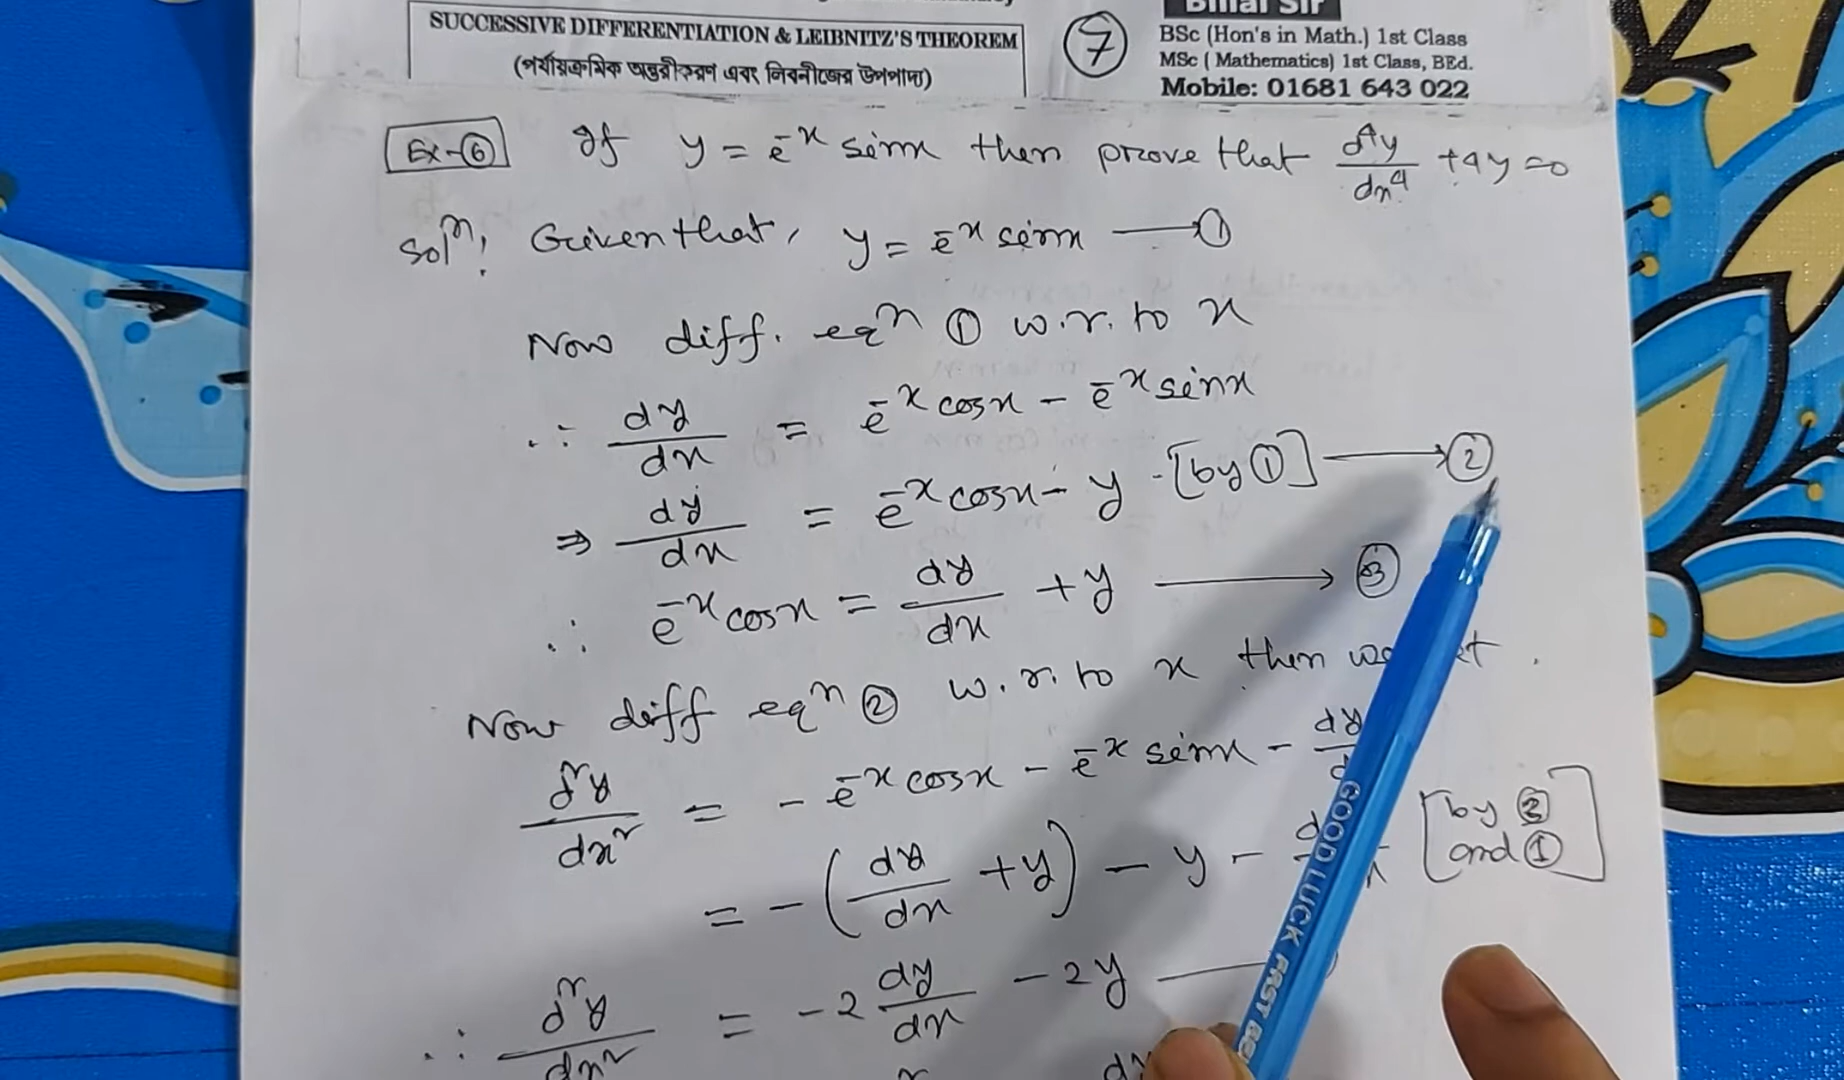 Billal Sir
SUCCESSIVE DIFFERENTIATION & LEIBNITZ'S THEOREM
(পর্যায়ক্রমিক অন্তরীকরণ এবং লিবনীজের উপপাদ্য)
7
BSc (Hon's in Math.) 1st Class
MSc ( Mathematics) 1st Class, BEd.
Mobile: 01681 643 022
Ex-⑥ If y = e⁻ˣ sinx then prove that d⁴y/dx⁴ + 4y = 0
Solⁿ: Given that, y = e⁻ˣ sinx → ①
Now diff. eqⁿ ① w.r. to x
∴ dy/dx = e⁻ˣ cosx - e⁻ˣ sinx
⇒ dy/dx = e⁻ˣ cosx - y · [by ①] → ②
∴ e⁻ˣ cosx = dy/dx + y → ③
Now diff eqⁿ ② w.r. to x then we
d²y/dx² = - e⁻ˣ cosx - e⁻ˣ sinx - dy/d
= - (dy/dx + y) - y - [by ③ and ①]
∴ d²y/dx² = -2 dy/dx - 2y
GOOD LUCK FAST